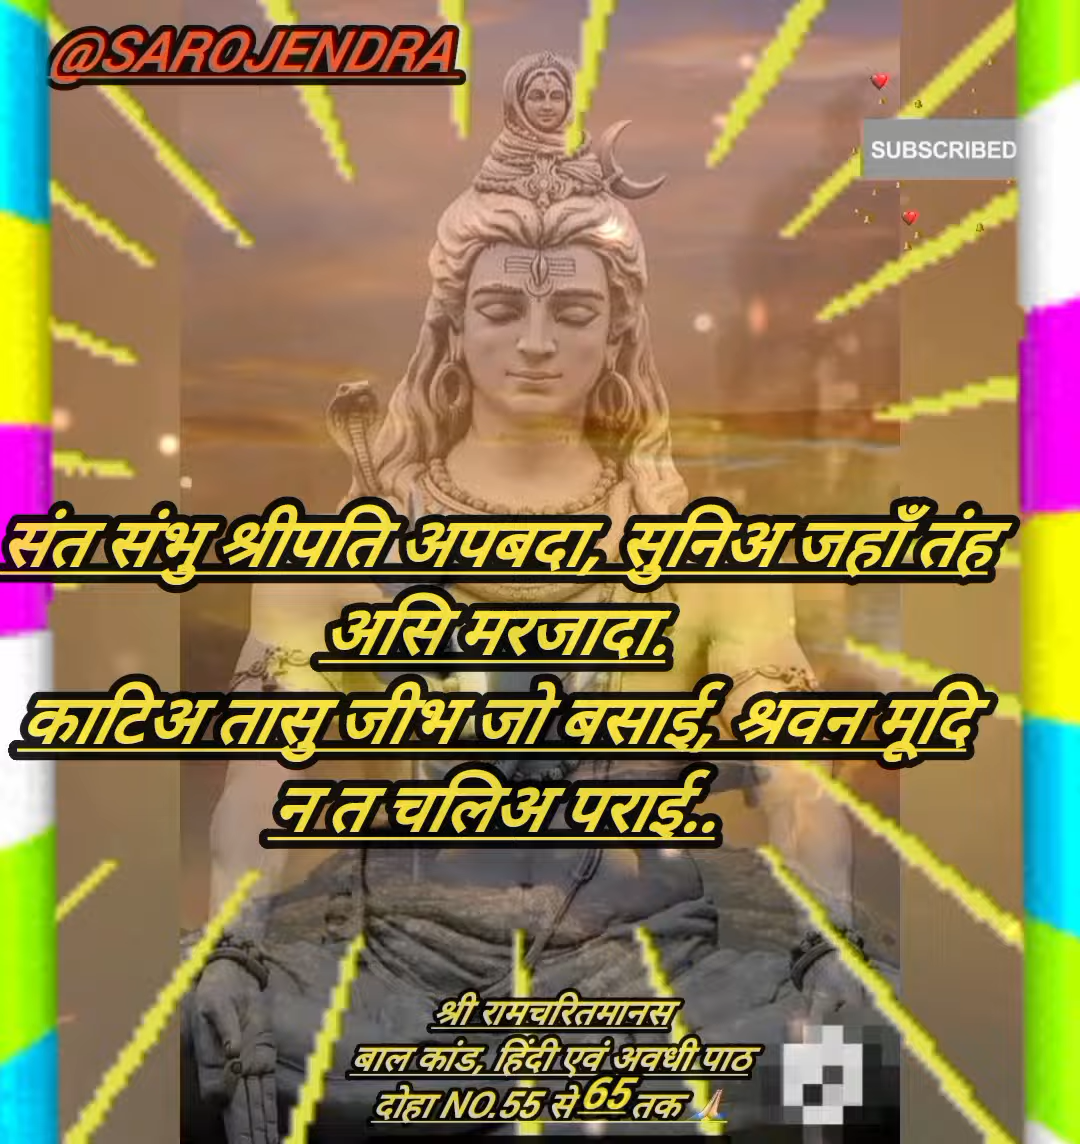 @SAROJENDRA
SUBSCRIBED
संत संभु श्रीपति अपबदा, सुनिअ जहाँ तंह
असि मरजादा.
काटिअ तासु जीभ जो बसाई, श्रवन मूदि
न त चलिअ पराई..
श्री रामचरितमानस
बाल कांड, हिंदी एवं अवधी पाठ
दोहा NO.55 से 65 तक 🙏🏻